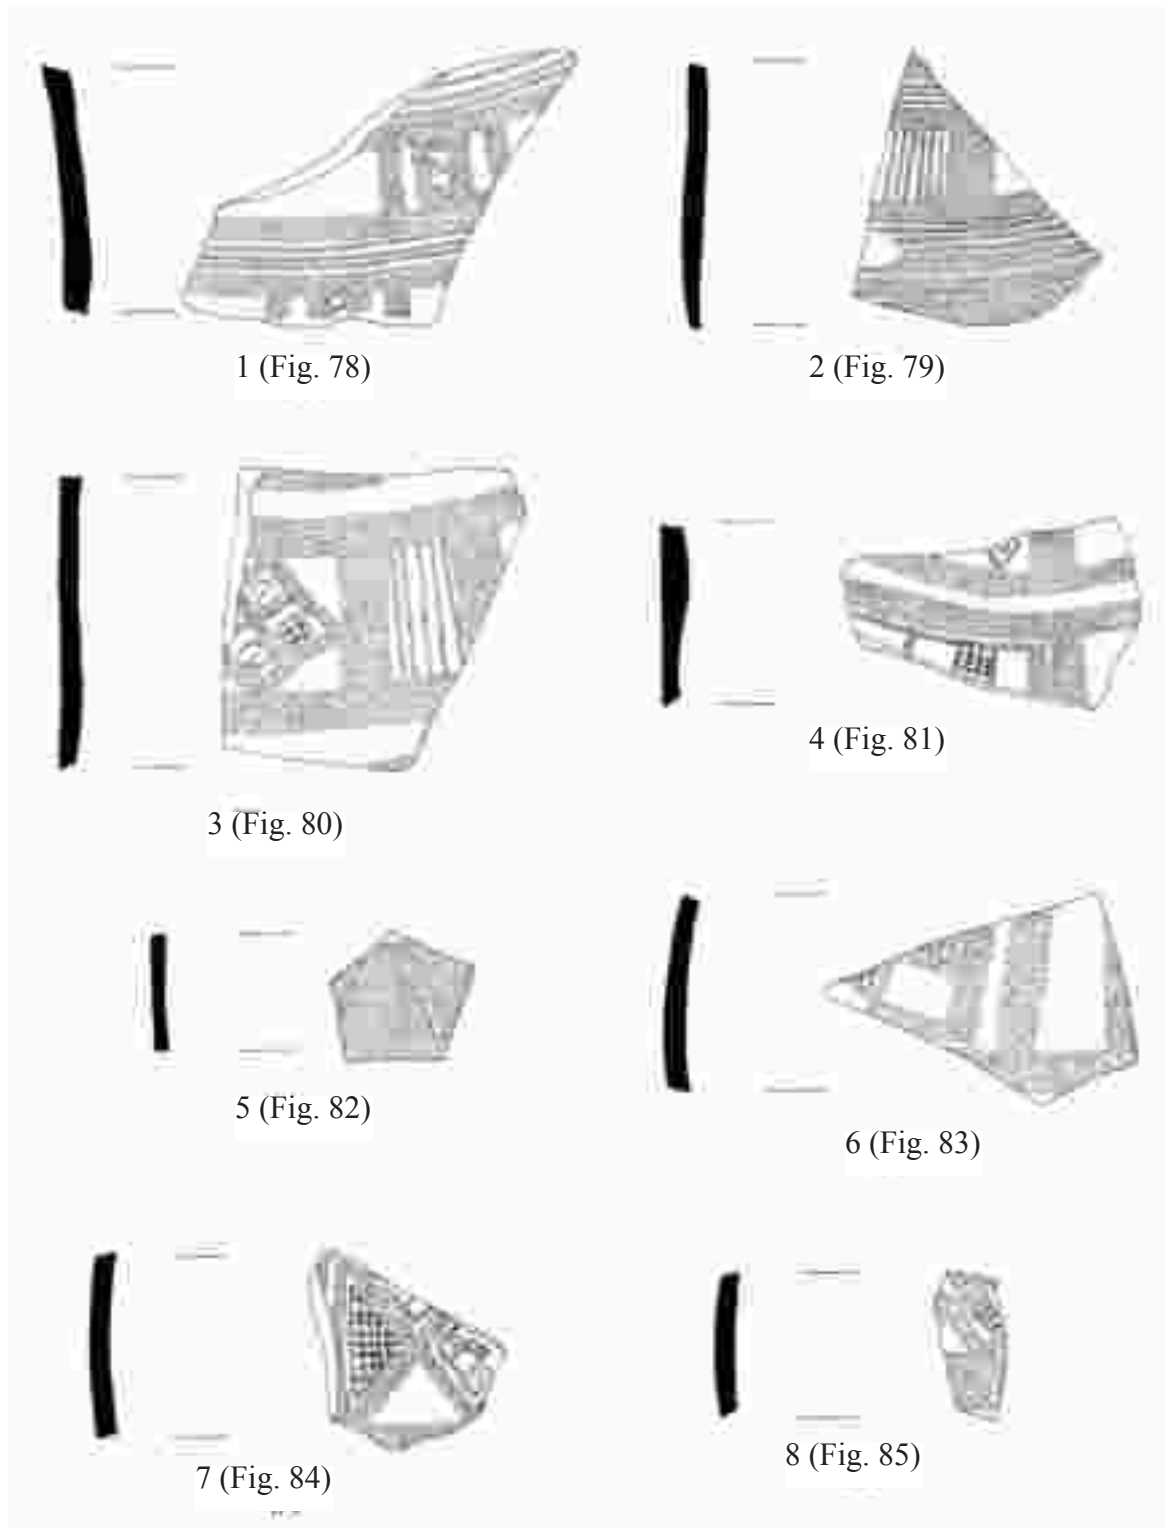 1 (Fig. 78)
2 (Fig. 79)
3 (Fig. 80)
4 (Fig. 81)
5 (Fig. 82)
6 (Fig. 83)
7 (Fig. 84)
8 (Fig. 85)